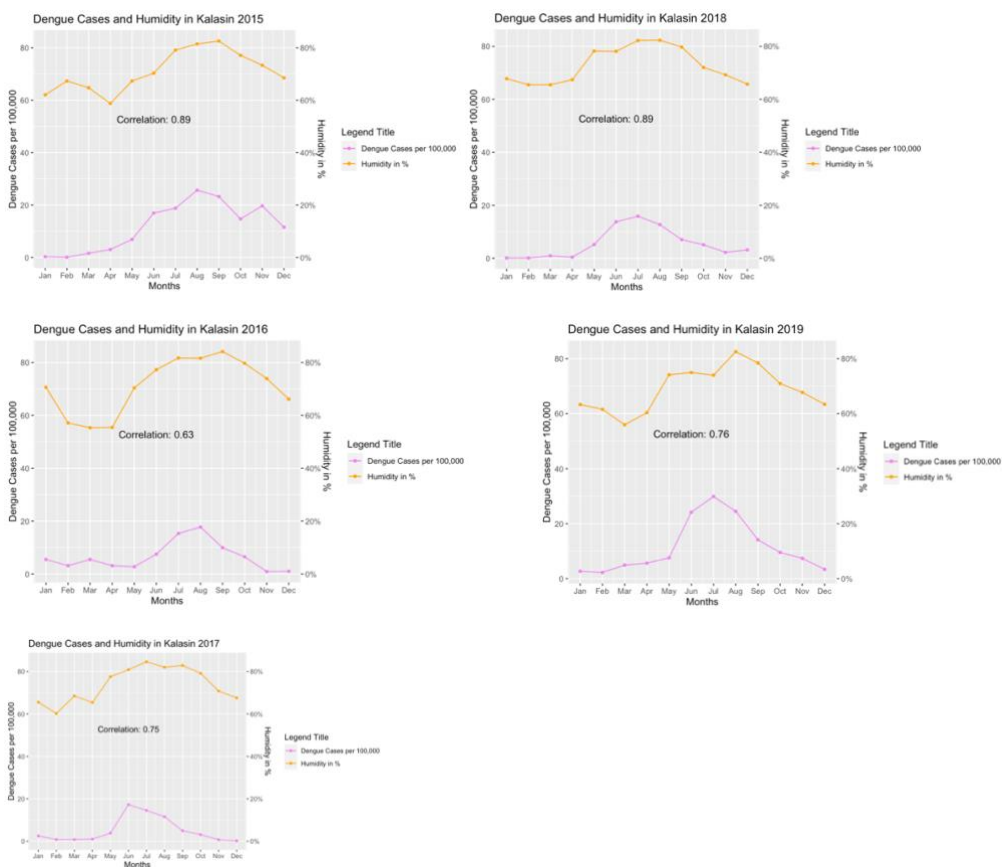 Dengue Cases and Humidity in Kalasin 2015
Dengue Cases per 100,000
80
60
40
20
0
80%
60%
40%
20%
0%
Humidity in %
Correlation: 0.89
Jan Feb Mar Apr May Jun Jul Aug Sep Oct Nov Dec
Months
Legend Title
Dengue Cases per 100,000
Humidity in %
Dengue Cases and Humidity in Kalasin 2018
Dengue Cases per 100,000
80
60
40
20
0
80%
60%
40%
20%
0%
Humidity in %
Correlation: 0.89
Jan Feb Mar Apr May Jun Jul Aug Sep Oct Nov Dec
Months
Legend Title
Dengue Cases per 100,000
Humidity in %
Dengue Cases and Humidity in Kalasin 2016
Dengue Cases per 100,000
80
60
40
20
0
80%
60%
40%
20%
0%
Humidity in %
Correlation: 0.63
Jan Feb Mar Apr May Jun Jul Aug Sep Oct Nov Dec
Months
Legend Title
Dengue Cases per 100,000
Humidity in %
Dengue Cases and Humidity in Kalasin 2019
Dengue Cases per 100,000
80
60
40
20
0
80%
60%
40%
20%
0%
Humidity in %
Correlation: 0.76
Jan Feb Mar Apr May Jun Jul Aug Sep Oct Nov Dec
Months
Legend Title
Dengue Cases per 100,000
Humidity in %
Dengue Cases and Humidity in Kalasin 2017
Dengue Cases per 100,000
80
60
40
20
0
80%
60%
40%
20%
0%
Humidity in %
Correlation: 0.75
Jan Feb Mar Apr May Jun Jul Aug Sep Oct Nov Dec
Months
Legend Title
Dengue Cases per 100,000
Humidity in %